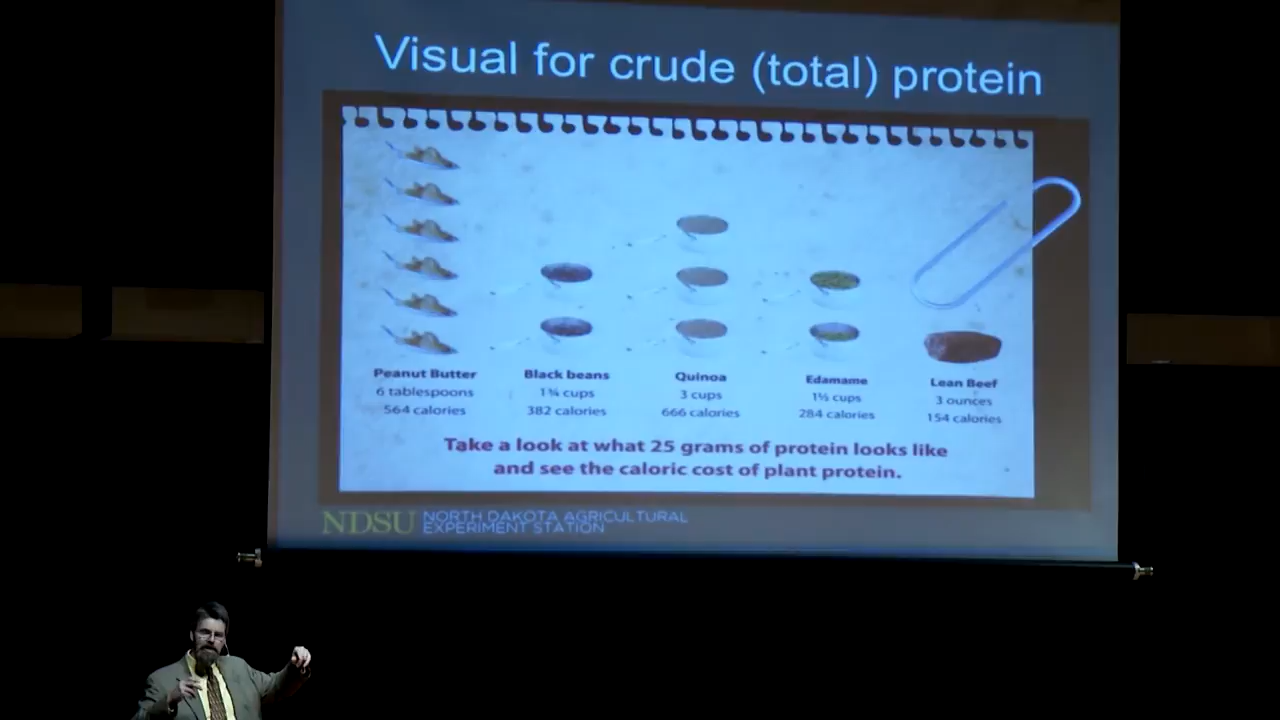 Visual for crude (total) protein
Peanut Butter
6 tablespoons
564 calories
Black beans
1¾ cups
382 calories
Quinoa
3 cups
666 calories
Edamame
1½ cups
284 calories
Lean Beef
3 ounces
154 calories
Take a look at what 25 grams of protein looks like
and see the caloric cost of plant protein.
NDSU NORTH DAKOTA AGRICULTURAL
EXPERIMENT STATION